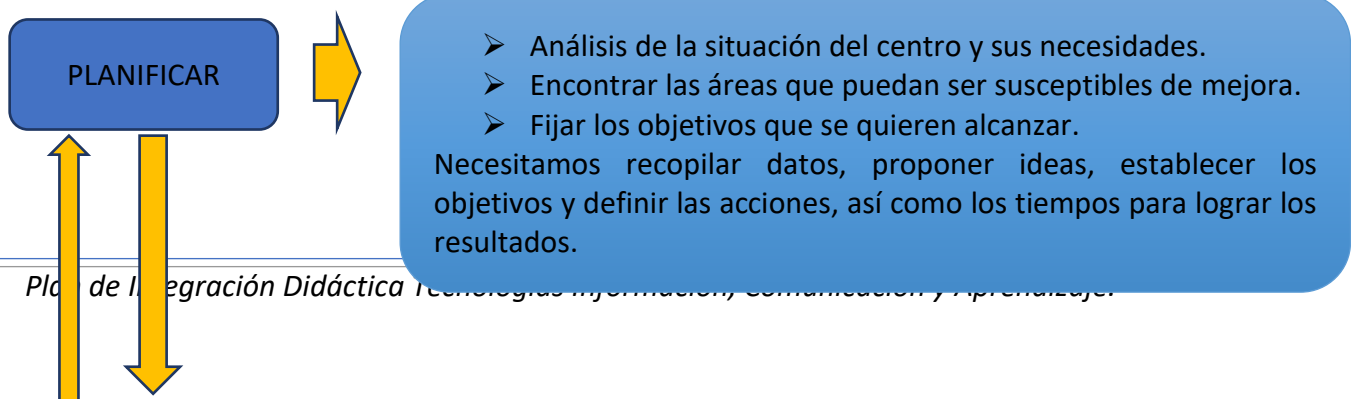 PLANIFICAR
➢ Análisis de la situación del centro y sus necesidades.
➢ Encontrar las áreas que puedan ser susceptibles de mejora.
➢ Fijar los objetivos que se quieren alcanzar.
Necesitamos recopilar datos, proponer ideas, establecer los
objetivos y definir las acciones, así como los tiempos para lograr los
resultados.
de Didáctica